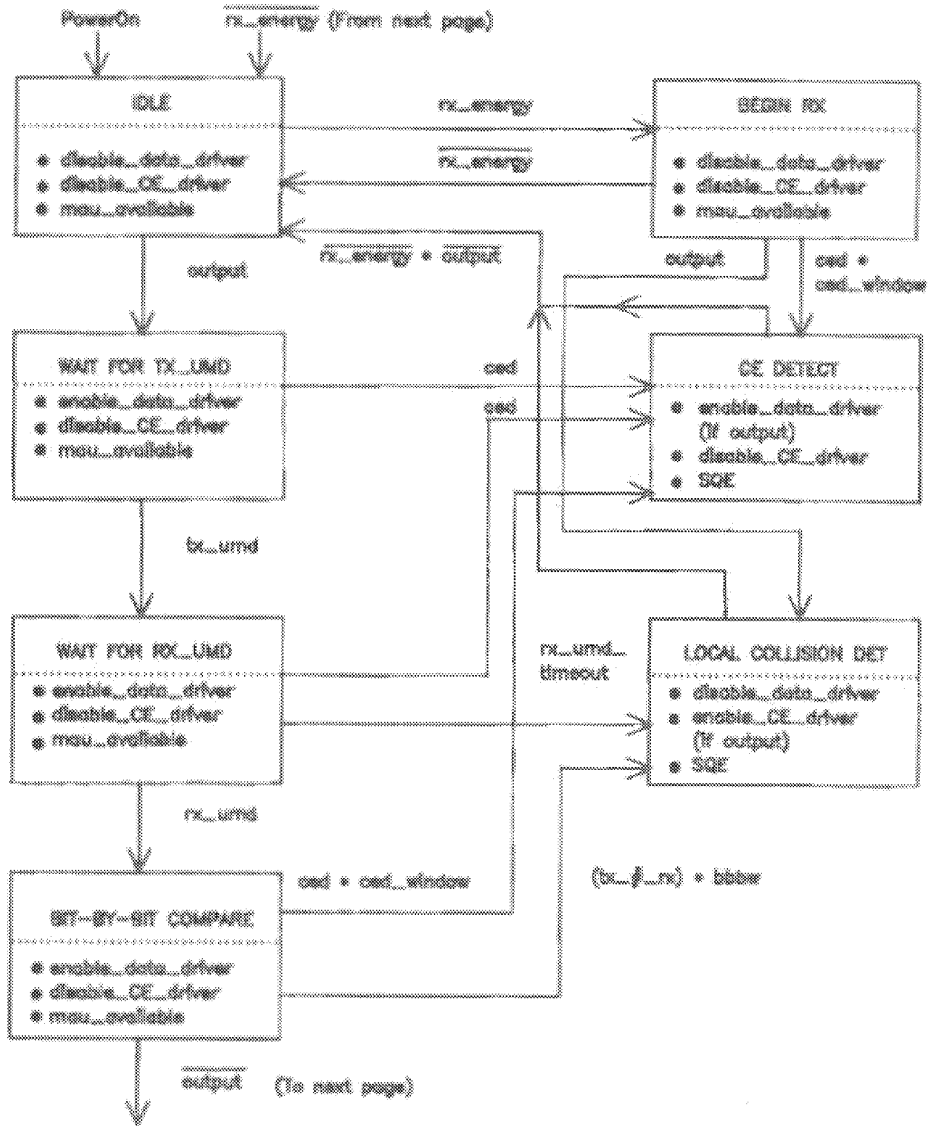 PowerOn
rx_energy (From next page)
IDLE
• disable_data_driver
• disable_CE_driver
• mau_available
rx_energy
rx_energy
BEGIN RX
• disable_data_driver
• disable_CE_driver
• mau_available
rx_energy * output
output
output
ced *
ced_window
WAIT FOR TX_UMD
• enable_data_driver
• disable_CE_driver
• mau_available
ced
ced
CE DETECT
• enable_data_driver
(If output)
• disable_CE_driver
• SQE
tx_umd
WAIT FOR RX_UMD
• enable_data_driver
• disable_CE_driver
• mau_available
rx_umd_
timeout
LOCAL COLLISION DET
• disable_data_driver
• enable_CE_driver
(If output)
• SQE
rx_umd
ced * ced_window
(tx_≠_rx) * bbbw
BIT-BY-BIT COMPARE
• enable_data_driver
• disable_CE_driver
• mau_available
output (To next page)